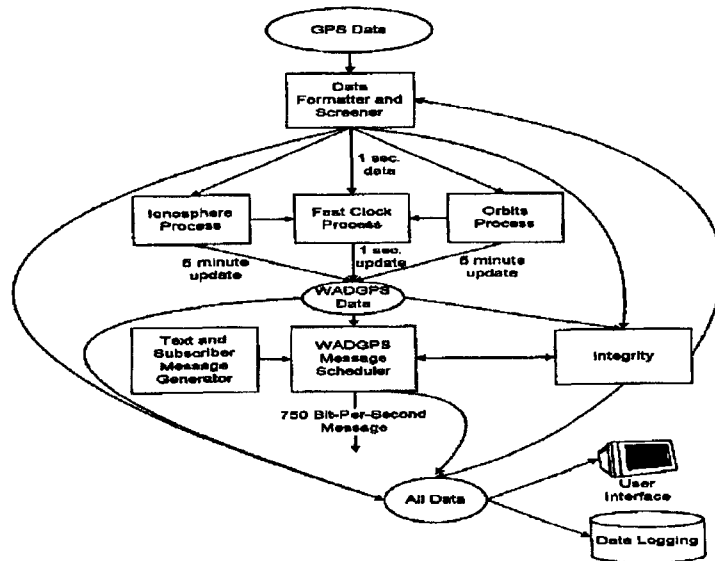 GPS Data
Data
Formatter and
Screener
1 sec.
data
Ionosphere
Process
Fast Clock
Process
Orbits
Process
5 minute
update
1 sec.
update
5 minute
update
WADGPS
Data
Text and
Subscriber
Message
Generator
WADGPS
Message
Scheduler
Integrity
750 Bit-Per-Second
Message
All Data
User
Interface
Data Logging